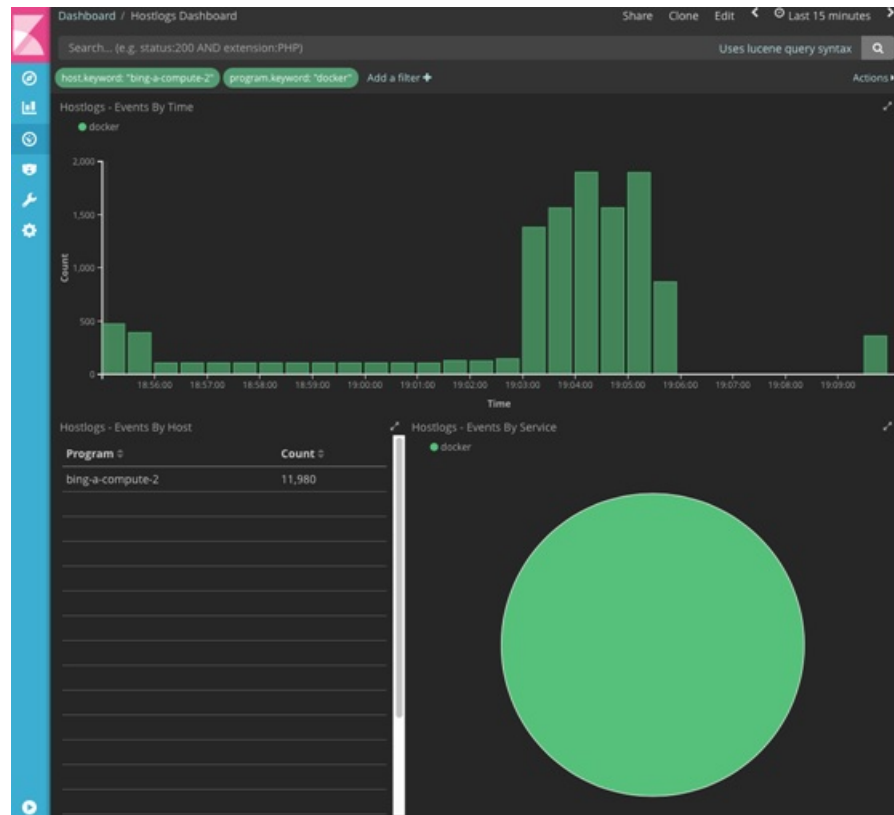 Dashboard / Hostlogs Dashboard Share Clone Edit Last 15 minutes
Search... (e.g. status:200 AND extension:PHP) Uses lucene query syntax
host.keyword: "bing-a-compute-2" program.keyword: "docker" Add a filter + Actions
Hostlogs - Events By Time
docker
2,000
1,500
1,000
500
0
Count
18:56:00 18:57:00 18:58:00 18:59:00 19:00:00 19:01:00 19:02:00 19:03:00 19:04:00 19:05:00 19:06:00 19:07:00 19:08:00 19:09:00
Time
Hostlogs - Events By Host
Program Count
bing-a-compute-2 11,980
Hostlogs - Events By Service
docker